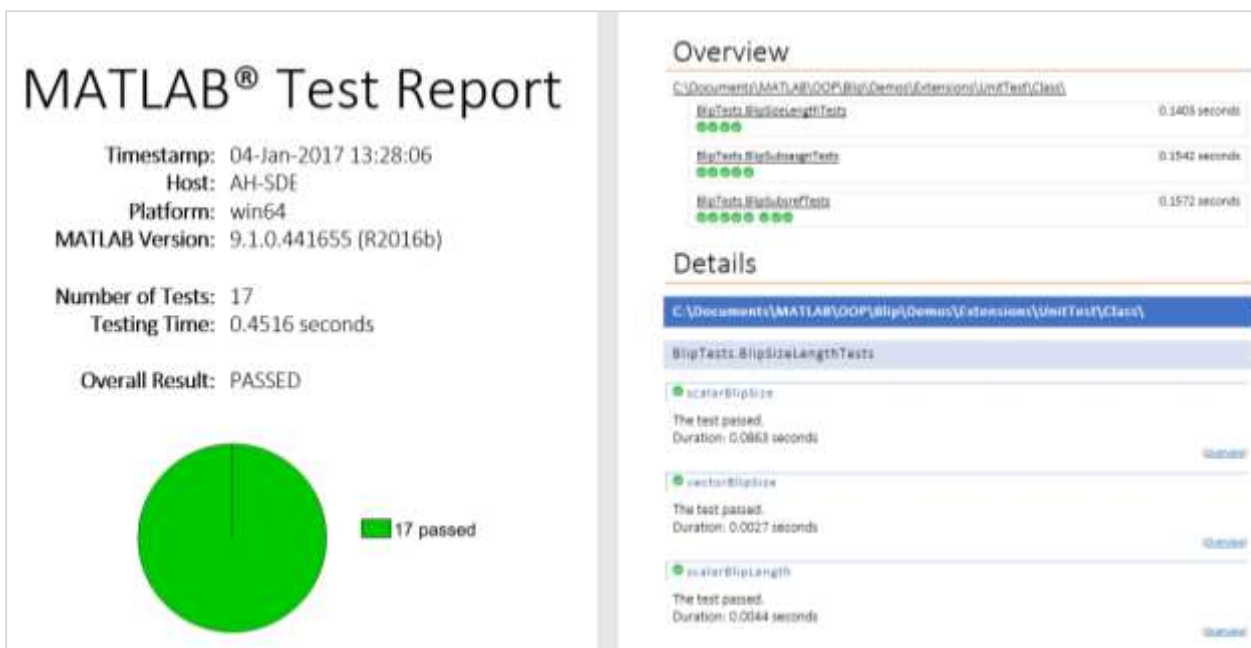 MATLAB® Test Report
Timestamp: 04-Jan-2017 13:28:06
Host: AH-SDE
Platform: win64
MATLAB Version: 9.1.0.441655 (R2016b)
Number of Tests: 17
Testing Time: 0.4516 seconds
Overall Result: PASSED
17 passed
Overview
C:\Documents\MATLAB\OOP\Blip\Demos\Extensions\UnitTest\Class\
BlipTests.BlipSizeLengthTests 0.1403 seconds
BlipTests.BlipSubsasgnTests 0.1542 seconds
BlipTests.BlipSubsrefTests 0.1572 seconds
Details
C:\Documents\MATLAB\OOP\Blip\Demos\Extensions\UnitTest\Class\
BlipTests.BlipSizeLengthTests
scalarBlipSize
The test passed.
Duration: 0.0863 seconds
(Overview)
vectorBlipSize
The test passed.
Duration: 0.0027 seconds
(Overview)
scalarBlipLength
The test passed.
Duration: 0.0044 seconds
(Overview)